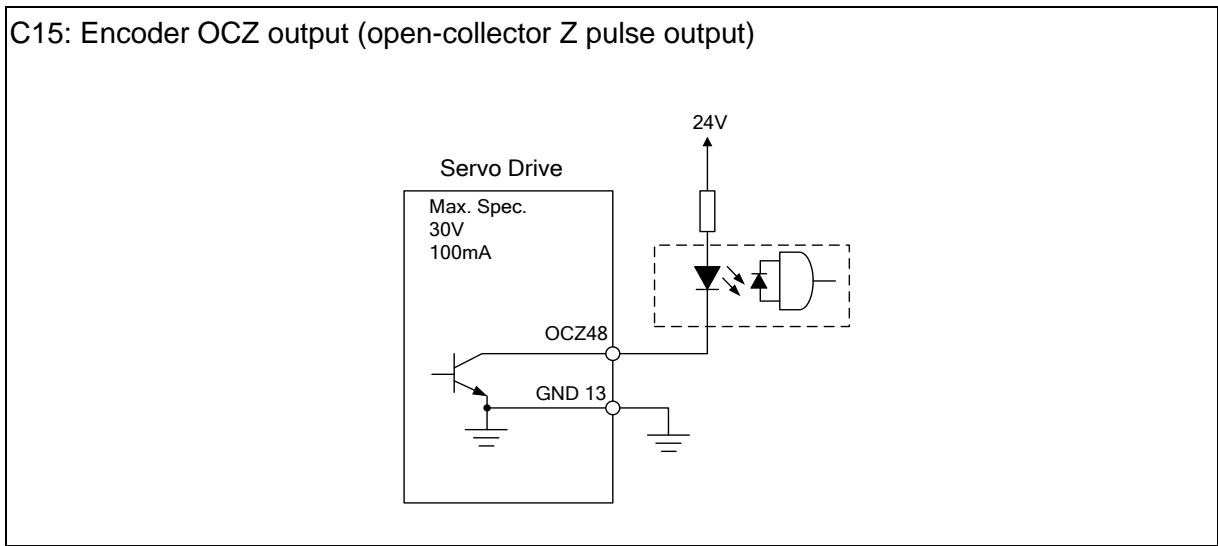 C15: Encoder OCZ output (open-collector Z pulse output)
24V
Servo Drive
Max. Spec.
30V
100mA
OCZ48
GND 13